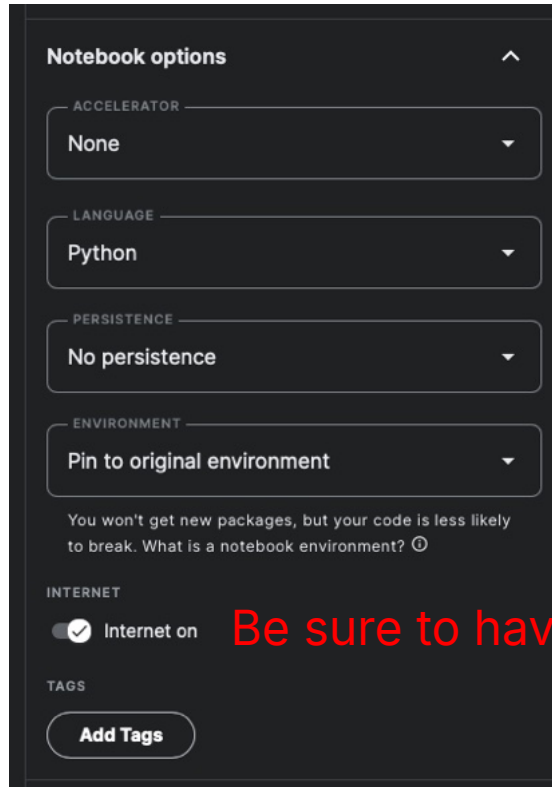 Notebook options
ACCELERATOR
None
LANGUAGE
Python
PERSISTENCE
No persistence
ENVIRONMENT
Pin to original environment
You won't get new packages, but your code is less likely
to break. What is a notebook environment?
INTERNET
Internet on Be sure to hav
TAGS
Add Tags